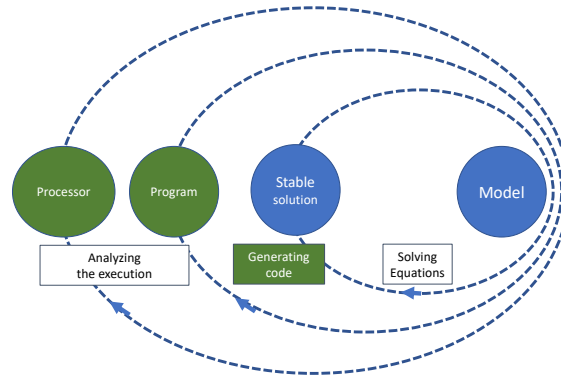 Processor
Program
Stable
solution
Model
Analyzing
the execution
Generating
code
Solving
Equations